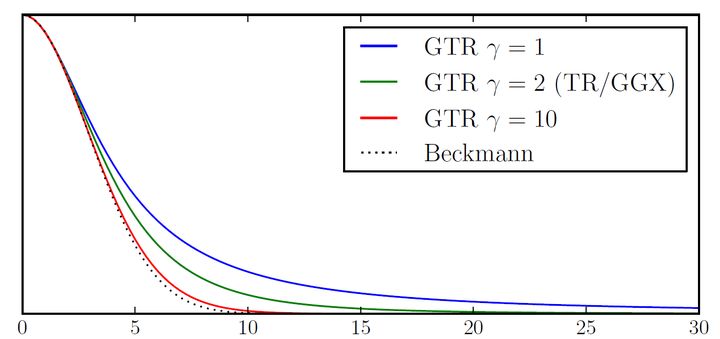 GTR γ = 1
GTR γ = 2 (TR/GGX)
GTR γ = 10
Beckmann
0 5 10 15 20 25 30